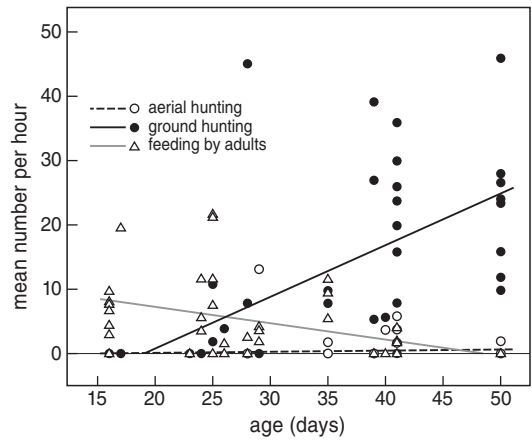 50
40
30
20
10
0
mean number per hour
aerial hunting
ground hunting
feeding by adults
15 20 25 30 35 40 45 50
age (days)